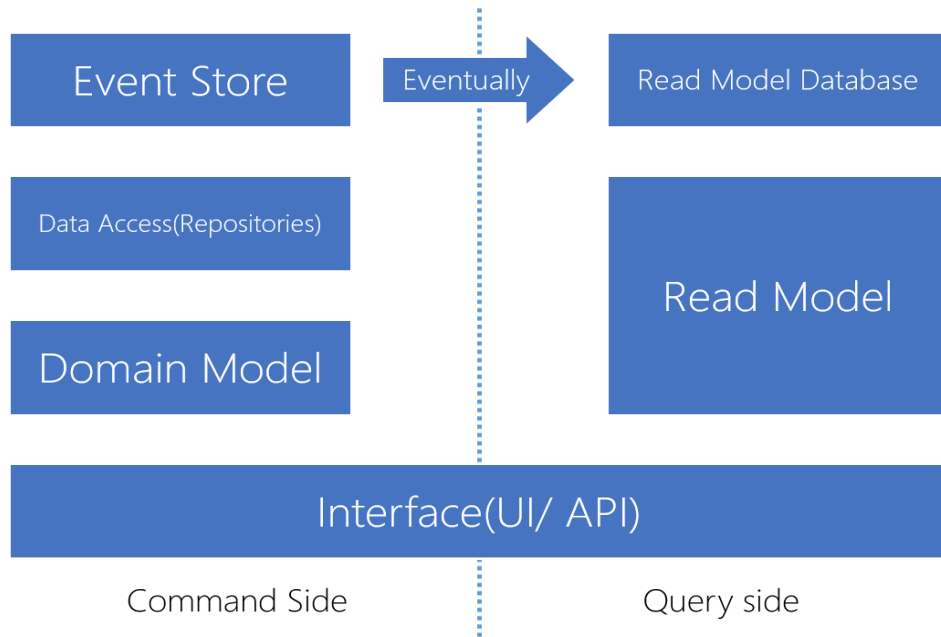 Event Store
Eventually
Read Model Database
Data Access(Repositories)
Read Model
Domain Model
Interface(UI/ API)
Command Side
Query side